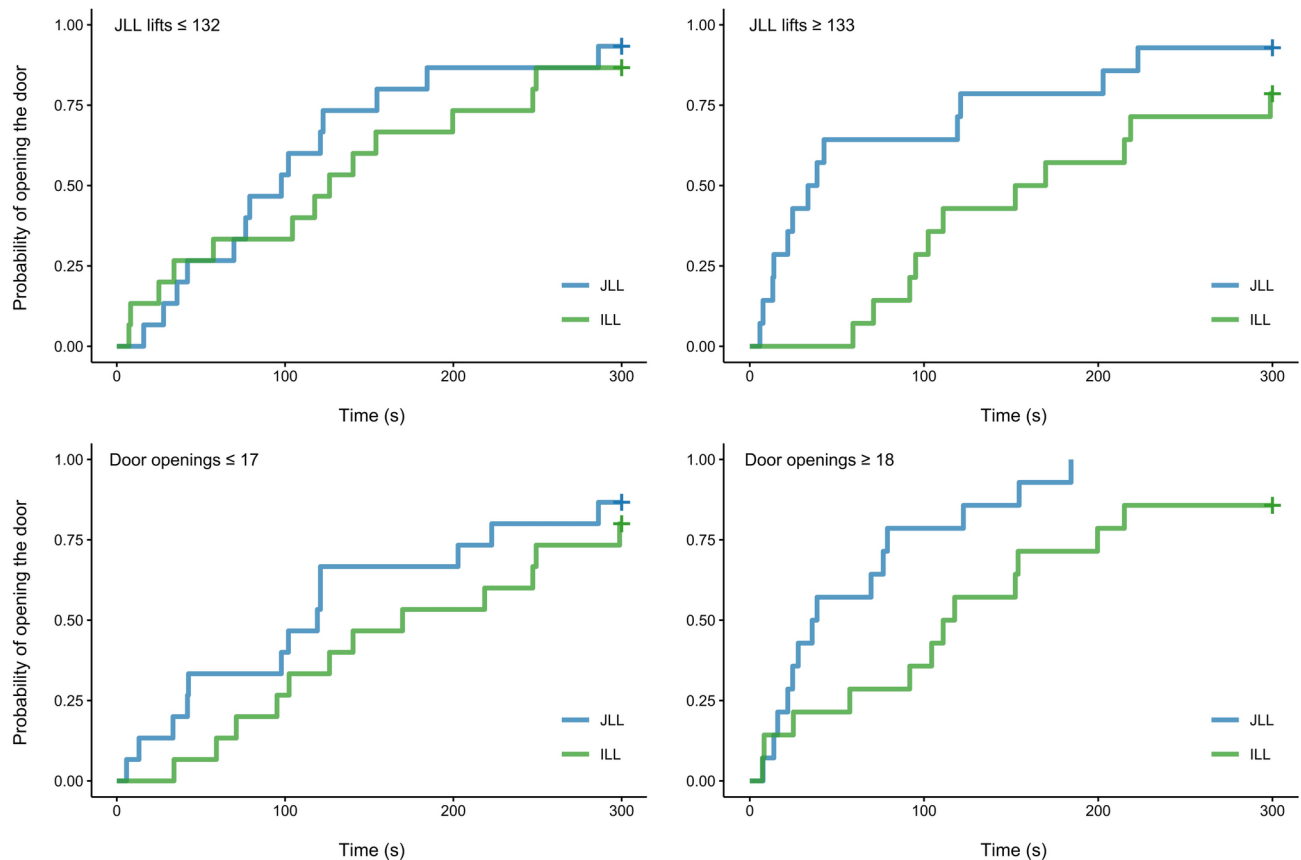 JLL lifts ≤ 132
1.00
0.75
0.50
0.25
0.00
Probability of opening the door
JLL
ILL
0 100 200 300
Time (s)
JLL lifts ≥ 133
1.00
0.75
0.50
0.25
0.00
JLL
ILL
0 100 200 300
Time (s)
Door openings ≤ 17
1.00
0.75
0.50
0.25
0.00
Probability of opening the door
JLL
ILL
0 100 200 300
Time (s)
Door openings ≥ 18
1.00
0.75
0.50
0.25
0.00
JLL
ILL
0 100 200 300
Time (s)